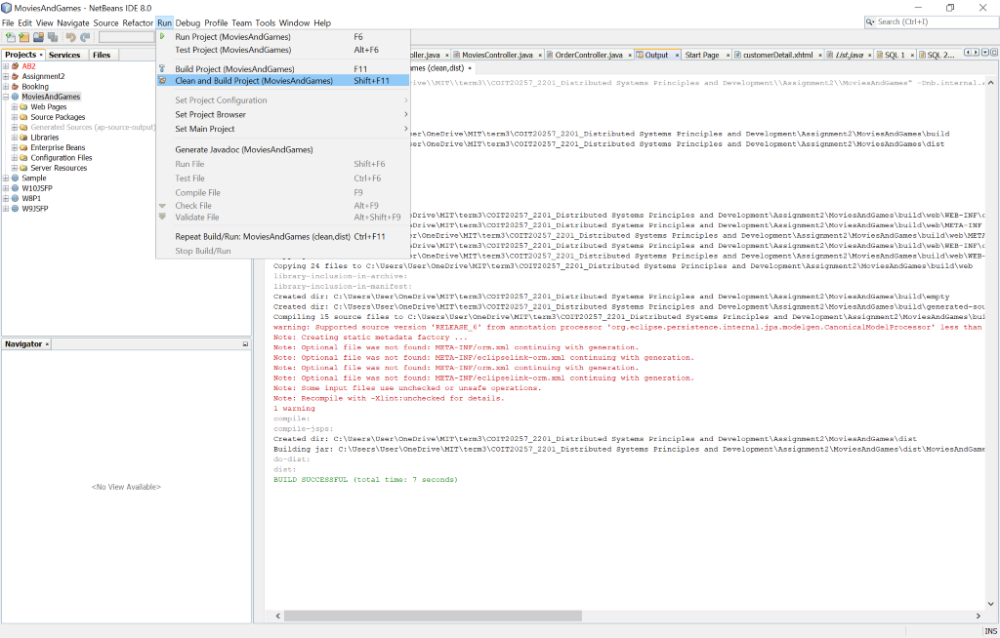 MoviesAndGames - NetBeans IDE 8.0
File Edit View Navigate Source Refactor Run Debug Profile Team Tools Window Help
Search (Ctrl+I)
Projects × Services Files
AB2
Assignment2
Booking
MoviesAndGames
Web Pages
Source Packages
Generated Sources (ap-source-output)
Libraries
Enterprise Beans
Configuration Files
Server Resources
Sample
W10JSFP
W8P1
W9JSFP
Navigator ×
<No View Available>
Run Project (MoviesAndGames) F6
Test Project (MoviesAndGames) Alt+F6
Build Project (MoviesAndGames) F11
Clean and Build Project (MoviesAndGames) Shift+F11
Set Project Configuration
Set Project Browser
Set Main Project
Generate Javadoc (MoviesAndGames)
Run File Shift+F6
Test File Ctrl+F6
Compile File F9
Check File Alt+F9
Validate File Alt+Shift+F9
Repeat Build/Run: MoviesAndGames (clean,dist) Ctrl+F11
Stop Build/Run
oller.java × MoviesController.java × OrderController.java × Output × Start Page × customerDetail.xhtml × List.java × SQL 1 × SQL 2...
mes (clean,dist) ×
ive\\MIT\\term3\\COIT20257_2201_Distributed Systems Principles and Development\\Assignment2\\MoviesAndGames" -Dnb.internal.
ser\OneDrive\MIT\term3\COIT20257_2201_Distributed Systems Principles and Development\Assignment2\MoviesAndGames\build
ser\OneDrive\MIT\term3\COIT20257_2201_Distributed Systems Principles and Development\Assignment2\MoviesAndGames\dist
Drive\MIT\term3\COIT20257_2201_Distributed Systems Principles and Development\Assignment2\MoviesAndGames\build\web\WEB-INF\
Drive\MIT\term3\COIT20257_2201_Distributed Systems Principles and Development\Assignment2\MoviesAndGames\build\web\META-INF
er\OneDrive\MIT\term3\COIT20257_2201_Distributed Systems Principles and Development\Assignment2\MoviesAndGames\build\web\META
Drive\MIT\term3\COIT20257_2201_Distributed Systems Principles and Development\Assignment2\MoviesAndGames\build\web\WEB-INF\
er\OneDrive\MIT\term3\COIT20257_2201_Distributed Systems Principles and Development\Assignment2\MoviesAndGames\build\web\WEB-
Copying 24 files to C:\Users\User\OneDrive\MIT\term3\COIT20257_2201_Distributed Systems Principles and Development\Assignment2\MoviesAndGames\build\web
library-inclusion-in-archive:
library-inclusion-in-manifest:
Created dir: C:\Users\User\OneDrive\MIT\term3\COIT20257_2201_Distributed Systems Principles and Development\Assignment2\MoviesAndGames\build\empty
Created dir: C:\Users\User\OneDrive\MIT\term3\COIT20257_2201_Distributed Systems Principles and Development\Assignment2\MoviesAndGames\build\generated-sou
Compiling 15 source files to C:\Users\User\OneDrive\MIT\term3\COIT20257_2201_Distributed Systems Principles and Development\Assignment2\MoviesAndGames\bui
warning: Supported source version 'RELEASE_6' from annotation processor 'org.eclipse.persistence.internal.jpa.modelgen.CanonicalModelProcessor' less than
Note: Creating static metadata factory ...
Note: Optional file was not found: META-INF/orm.xml continuing with generation.
Note: Optional file was not found: META-INF/eclipselink-orm.xml continuing with generation.
Note: Optional file was not found: META-INF/orm.xml continuing with generation.
Note: Optional file was not found: META-INF/eclipselink-orm.xml continuing with generation.
Note: Some input files use unchecked or unsafe operations.
Note: Recompile with -Xlint:unchecked for details.
1 warning
compile:
compile-jsps:
Created dir: C:\Users\User\OneDrive\MIT\term3\COIT20257_2201_Distributed Systems Principles and Development\Assignment2\MoviesAndGames\dist
Building jar: C:\Users\User\OneDrive\MIT\term3\COIT20257_2201_Distributed Systems Principles and Development\Assignment2\MoviesAndGames\dist\MoviesAndGame
do-dist:
dist:
BUILD SUCCESSFUL (total time: 7 seconds)
INS